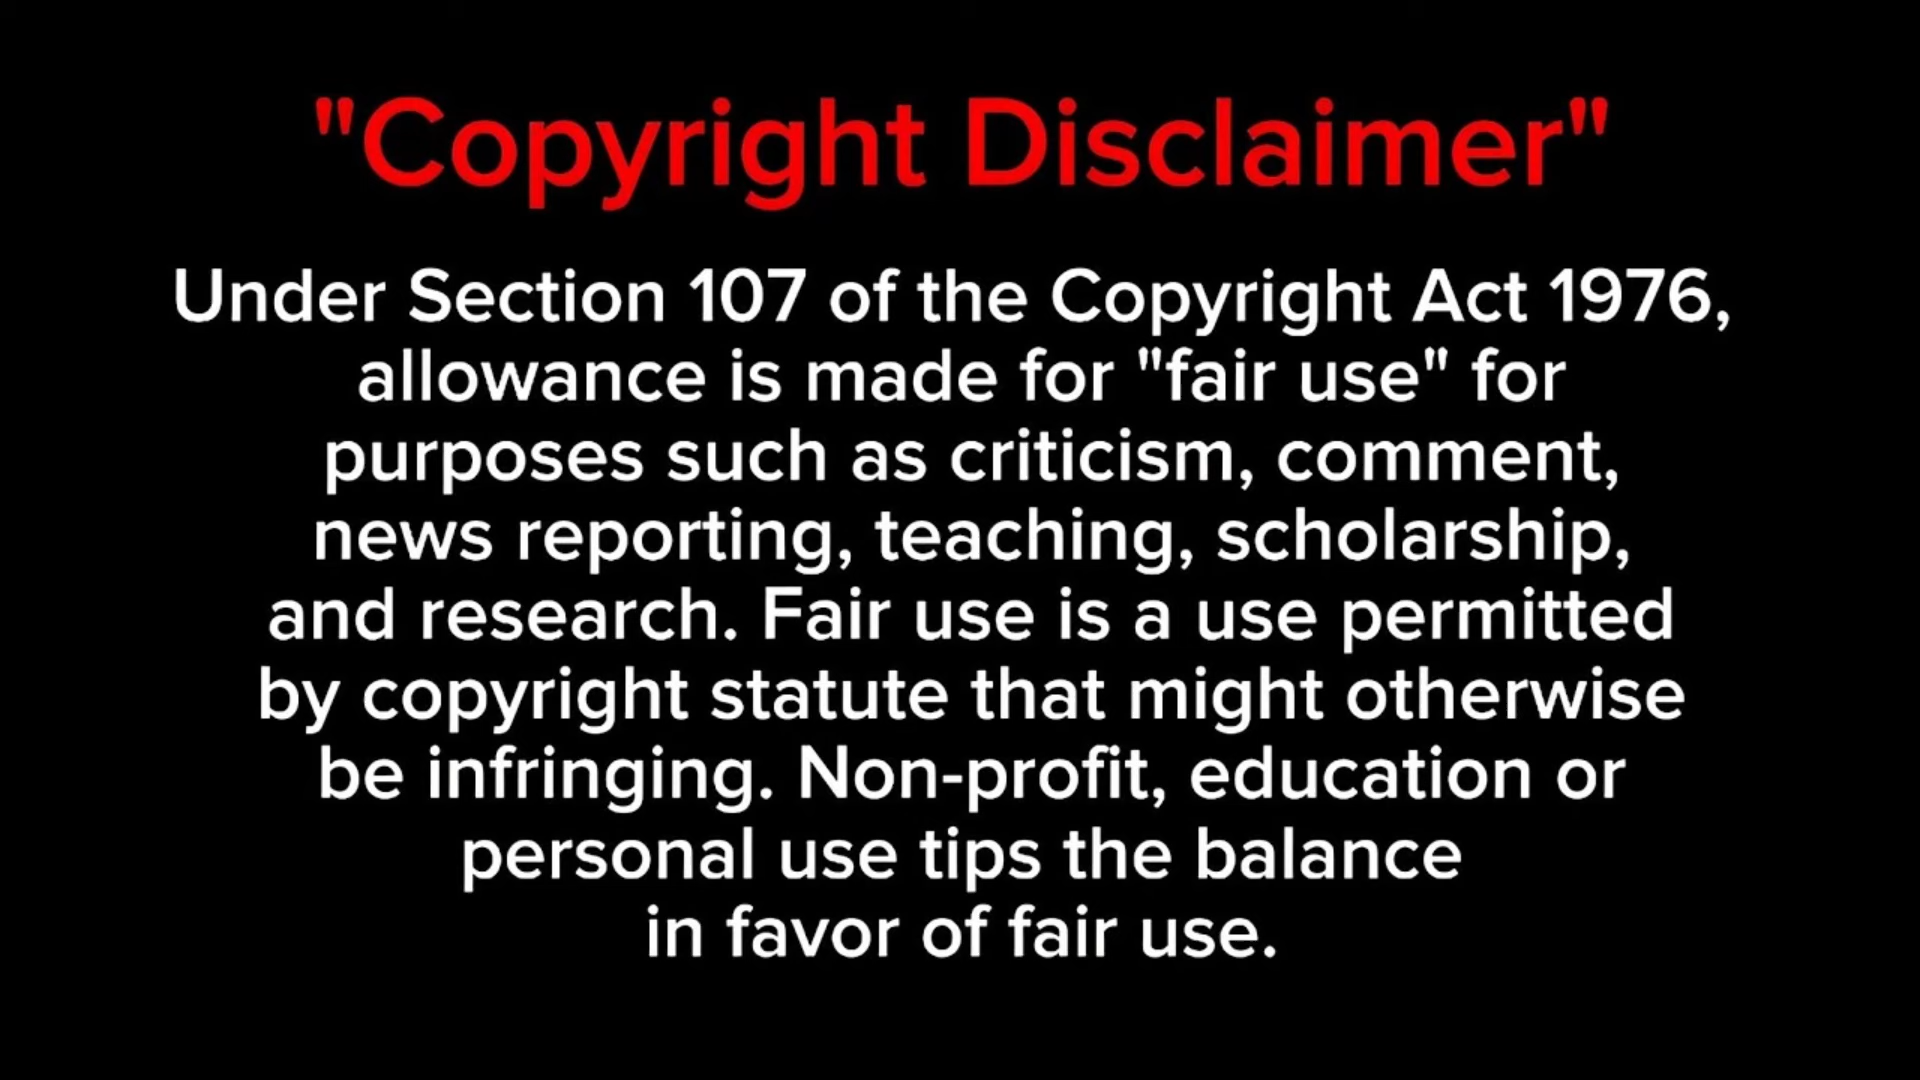 "Copyright Disclaimer"
Under Section 107 of the Copyright Act 1976,
allowance is made for "fair use" for
purposes such as criticism, comment,
news reporting, teaching, scholarship,
and research. Fair use is a use permitted
by copyright statute that might otherwise
be infringing. Non-profit, education or
personal use tips the balance
in favor of fair use.